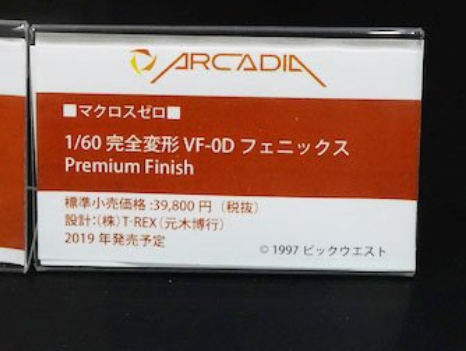 ARCADIA
■マクロスゼロ■
1/60 完全変形 VF-0D フェニックス
Premium Finish
標準小売価格:39,800 円（税抜）
設計:(株)T-REX(元木博行)
2019 年発売予定
© 1997 ビックウエスト